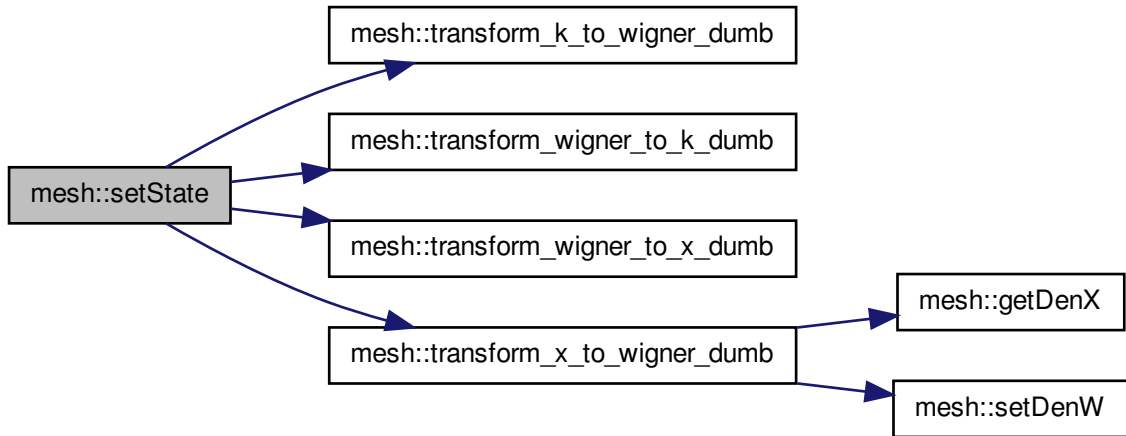 mesh::transform_k_to_wigner_dumb
mesh::transform_wigner_to_k_dumb
mesh::setState
mesh::transform_wigner_to_x_dumb
mesh::getDenX
mesh::transform_x_to_wigner_dumb
mesh::setDenW